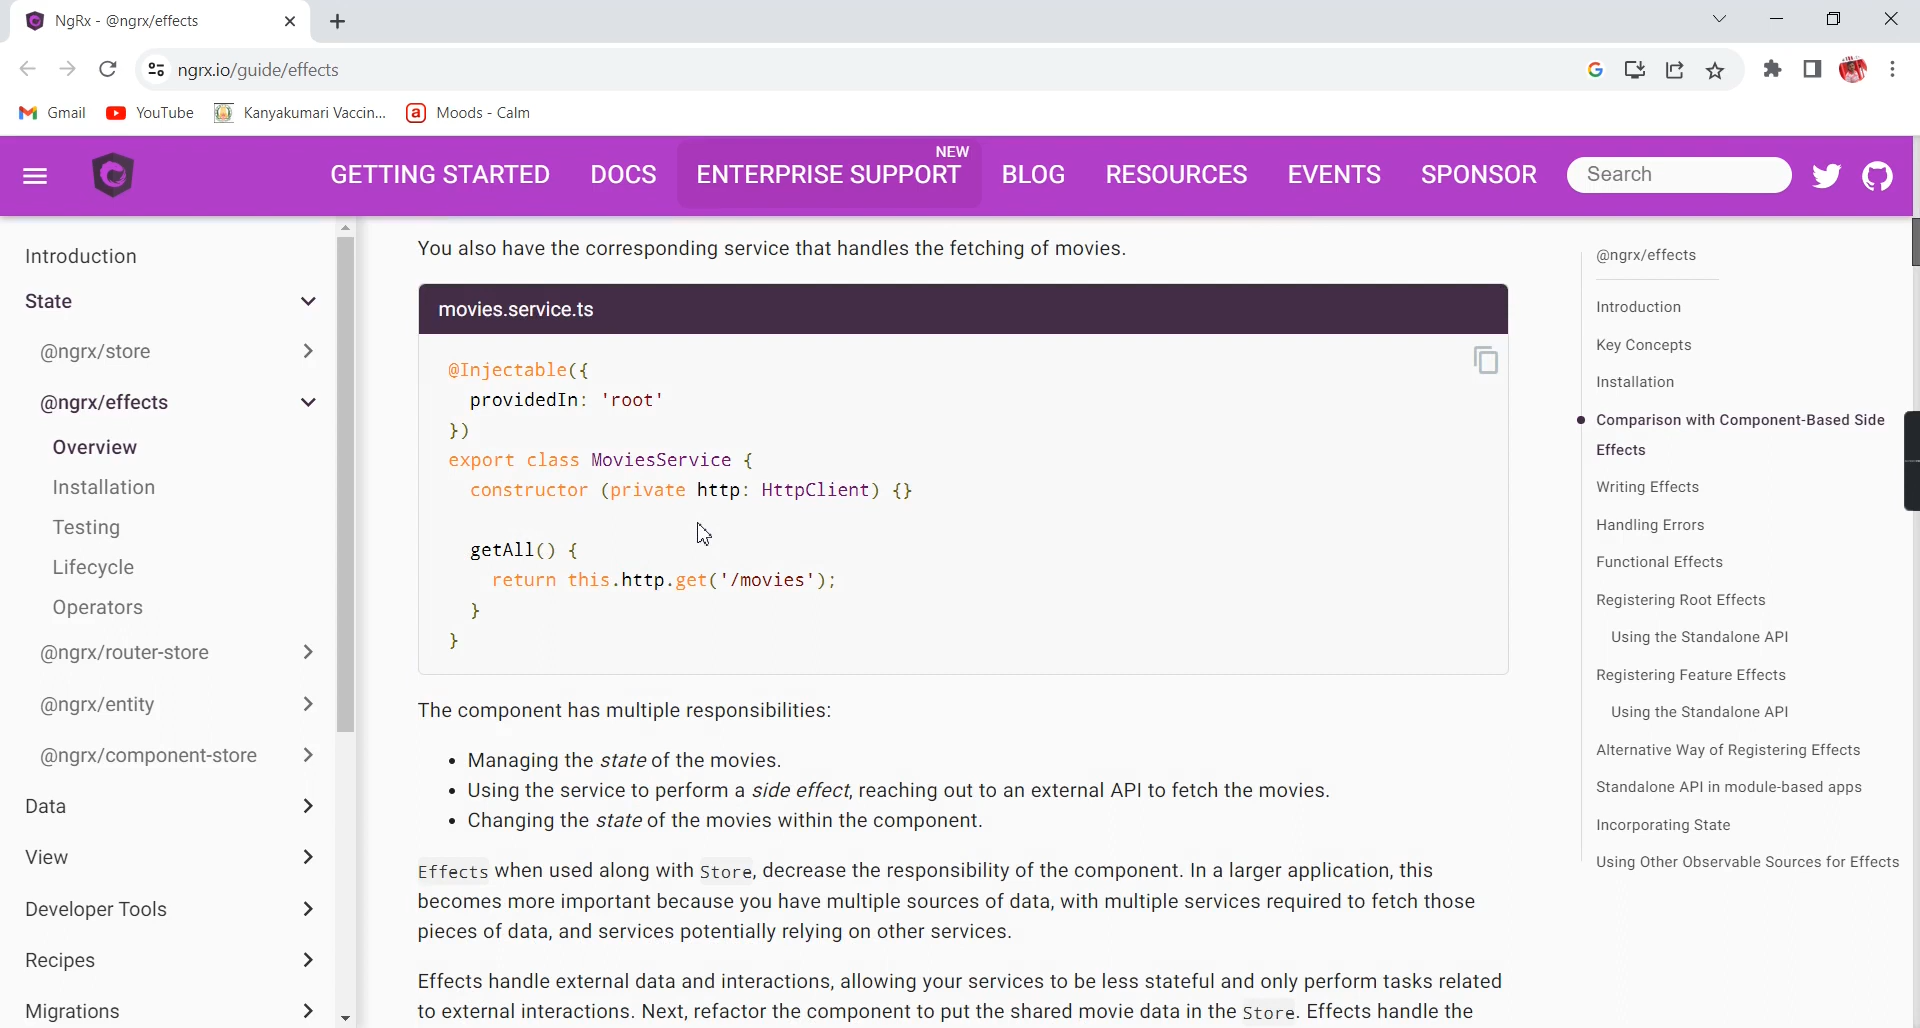 NgRx - @ngrx/effects
ngrx.io/guide/effects
Gmail
YouTube
Kanyakumari Vaccin...
a
Moods - Calm
GETTING STARTED
DOCS
ENTERPRISE SUPPORT
NEW
BLOG
RESOURCES
EVENTS
SPONSOR
Search
Introduction
State
@ngrx/store
@ngrx/effects
Overview
Installation
Testing
Lifecycle
Operators
@ngrx/router-store
@ngrx/entity
@ngrx/component-store
Data
View
Developer Tools
Recipes
Migrations
You also have the corresponding service that handles the fetching of movies.
movies.service.ts
@Injectable({
providedIn: 'root'
})
export class MoviesService {
constructor (private http: HttpClient) {}
getAll() {
return this.http.get('/movies');
}
}
The component has multiple responsibilities:
• Managing the state of the movies.
• Using the service to perform a side effect, reaching out to an external API to fetch the movies.
• Changing the state of the movies within the component.
Effects when used along with Store, decrease the responsibility of the component. In a larger application, this
becomes more important because you have multiple sources of data, with multiple services required to fetch those
pieces of data, and services potentially relying on other services.
Effects handle external data and interactions, allowing your services to be less stateful and only perform tasks related
to external interactions. Next, refactor the component to put the shared movie data in the Store. Effects handle the
@ngrx/effects
Introduction
Key Concepts
Installation
Comparison with Component-Based Side
Effects
Writing Effects
Handling Errors
Functional Effects
Registering Root Effects
Using the Standalone API
Registering Feature Effects
Using the Standalone API
Alternative Way of Registering Effects
Standalone API in module-based apps
Incorporating State
Using Other Observable Sources for Effects